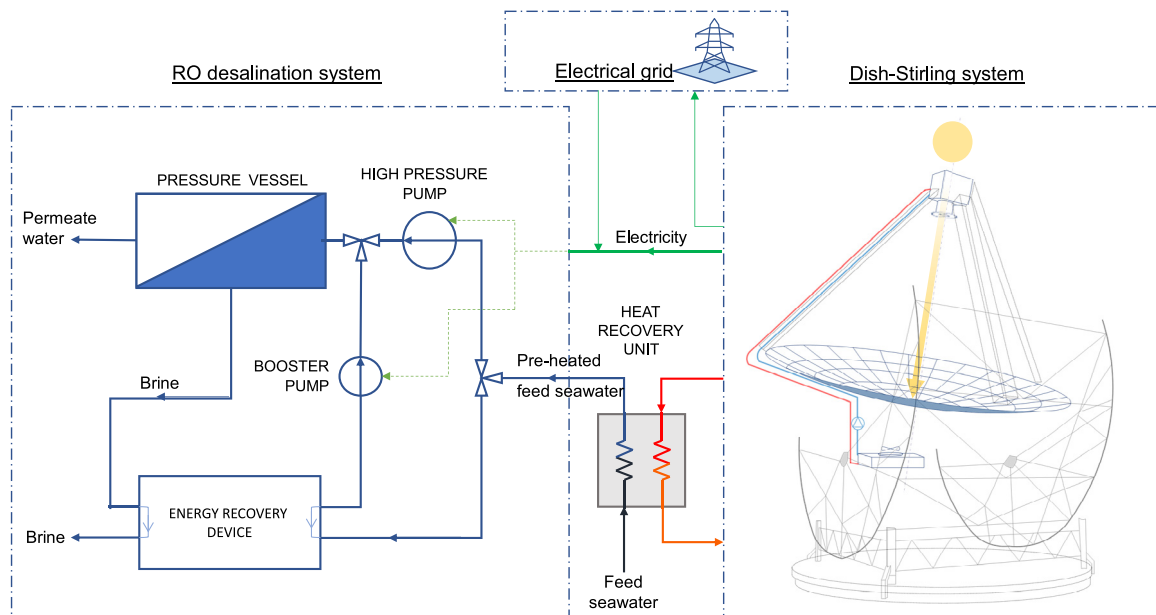 RO desalination system
Electrical grid
Dish-Stirling system
PRESSURE VESSEL
HIGH PRESSURE
PUMP
Permeate
water
Electricity
HEAT
RECOVERY
UNIT
BOOSTER
PUMP
Pre-heated
feed seawater
Brine
ENERGY RECOVERY
DEVICE
Brine
Feed
seawater